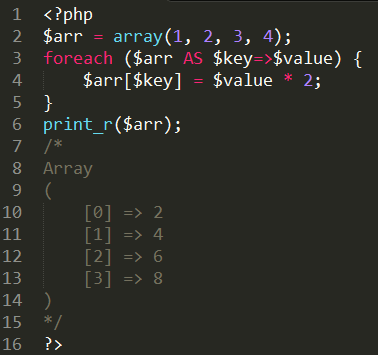 1 <?php
2 $arr = array(1, 2, 3, 4);
3 foreach ($arr AS $key=>$value) {
4     $arr[$key] = $value * 2;
5 }
6 print_r($arr);
7 /*
8 Array
9 (
10     [0] => 2
11     [1] => 4
12     [2] => 6
13     [3] => 8
14 )
15 */
16 ?>